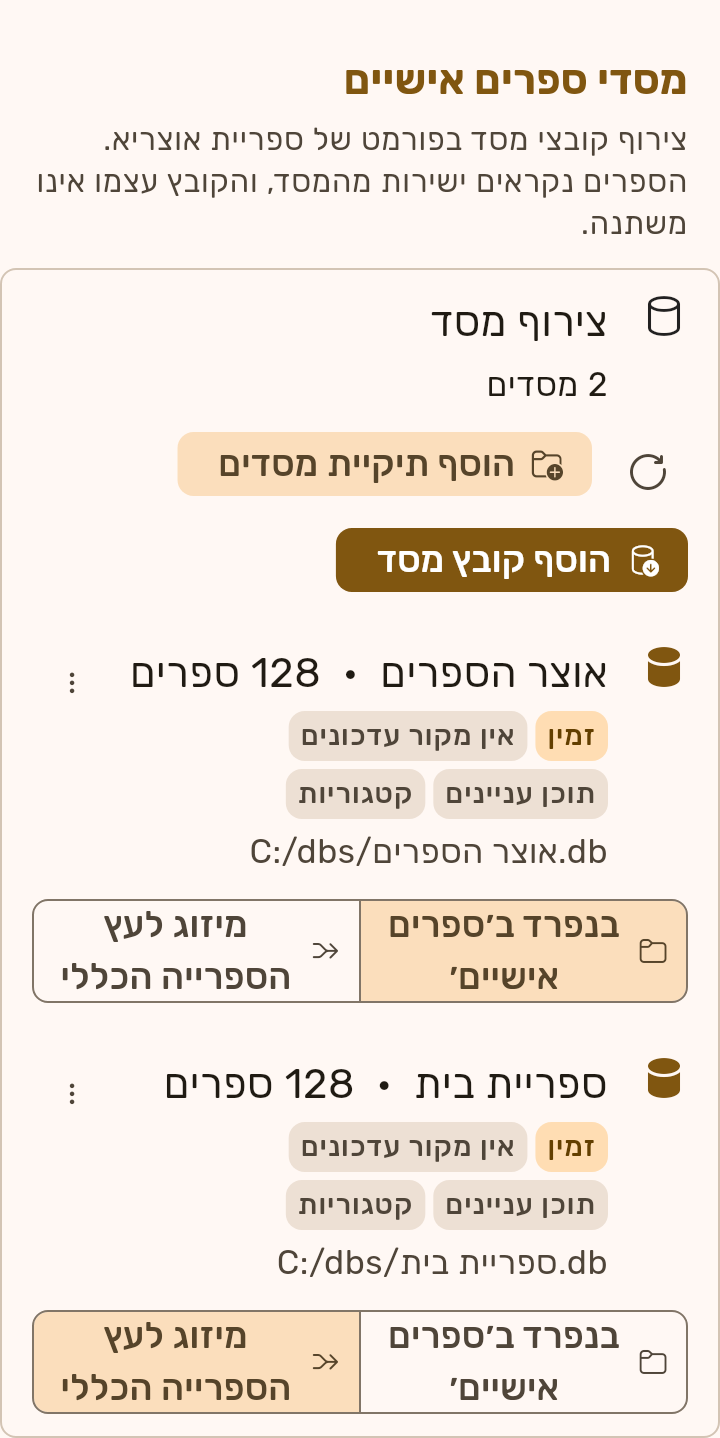 מסדי ספרים אישיים
צירוף קובצי מסד בפורמט של ספריית אוצריא.
הספרים נקראים ישירות מהמסד, והקובץ עצמו אינו
משתנה.
צירוף מסד
2 מסדים
הוסף תיקיית מסדים
הוסף קובץ מסד
אוצר הספרים • 128 ספרים
זמין
אין מקור עדכונים
תוכן עניינים
קטגוריות
C:/dbs/אוצר הספרים.db
בנפרד ב׳ספרים
אישיים׳
מיזוג לעץ
הספרייה הכללי
ספריית בית • 128 ספרים
זמין
אין מקור עדכונים
תוכן עניינים
קטגוריות
C:/dbs/ספריית בית.db
בנפרד ב׳ספרים
אישיים׳
מיזוג לעץ
הספרייה הכללי